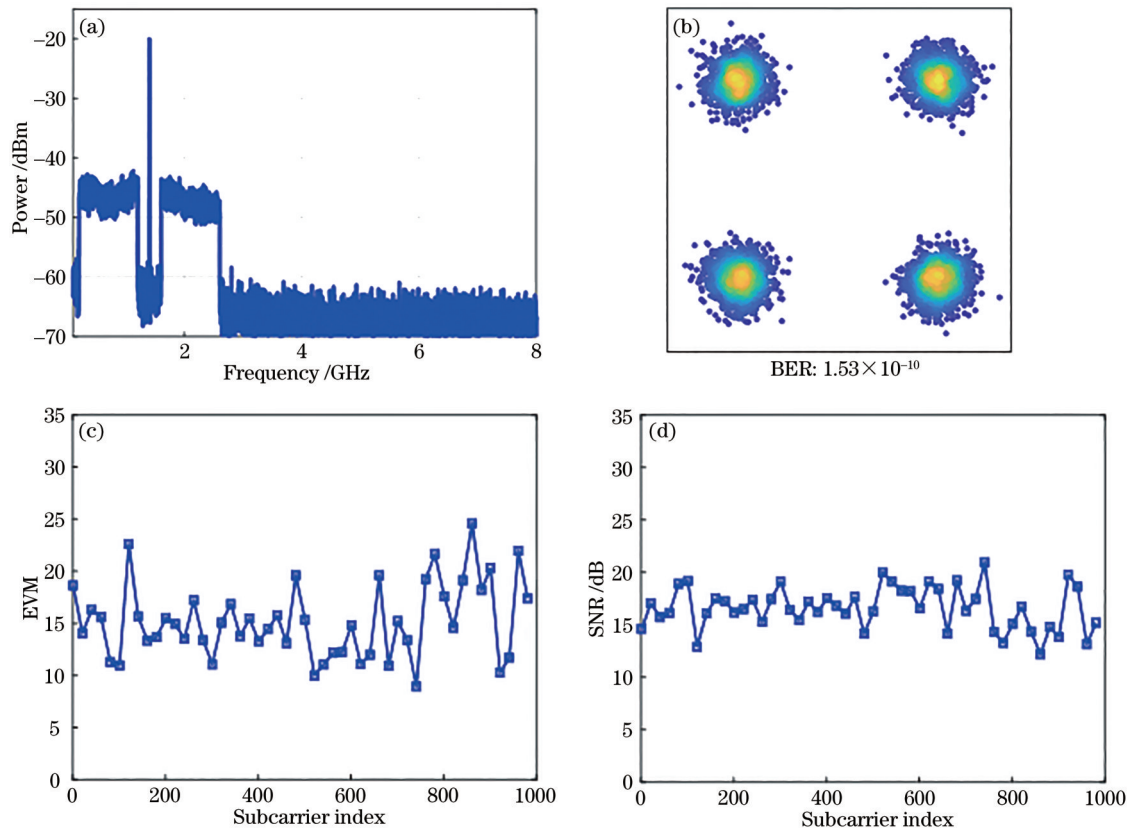 (a)
−20
−30
−40
−50
−60
−70
Power /dBm
2 4 6 8
Frequency /GHz
(b)
BER: 1.53×10⁻¹⁰
(c)
35
30
25
20
15
10
5
0
EVM
0 200 400 600 800 1000
Subcarrier index
(d)
35
30
25
20
15
10
5
0
SNR /dB
0 200 400 600 800 1000
Subcarrier index